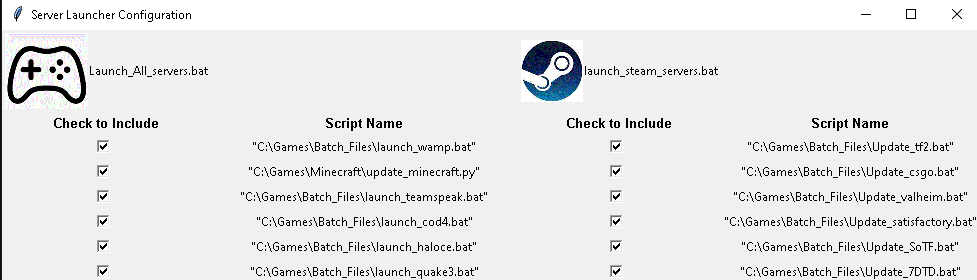 Server Launcher Configuration
Launch_All_servers.bat launch_steam_servers.bat
Check to Include Script Name Check to Include Script Name
"C:\Games\Batch_Files\launch_wamp.bat" "C:\Games\Batch_Files\Update_tf2.bat"
"C:\Games\Minecraft\update_minecraft.py" "C:\Games\Batch_Files\Update_csgo.bat"
"C:\Games\Batch_Files\launch_teamspeak.bat" "C:\Games\Batch_Files\Update_valheim.bat"
"C:\Games\Batch_Files\launch_cod4.bat" "C:\Games\Batch_Files\Update_satisfactory.bat"
"C:\Games\Batch_Files\launch_haloce.bat" "C:\Games\Batch_Files\Update_SoTF.bat"
"C:\Games\Batch_Files\launch_quake3.bat" "C:\Games\Batch_Files\Update_7DTD.bat"